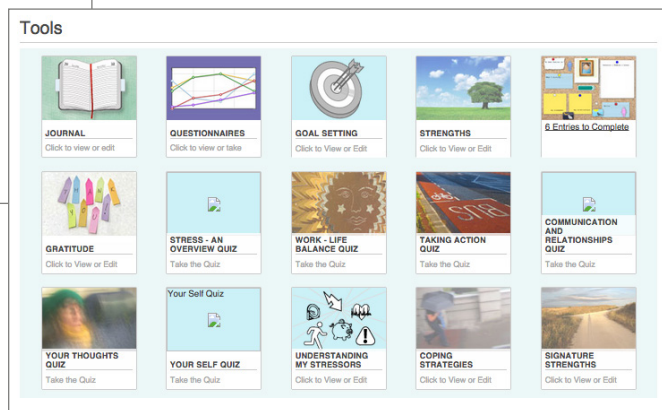 Tools
JOURNAL
Click to view or edit
QUESTIONNAIRES
Click to view or take
GOAL SETTING
Click to View or Edit
STRENGTHS
Click to View or Edit
6 Entries to Complete
GRATITUDE
Click to View or Edit
STRESS - AN
OVERVIEW QUIZ
Take the Quiz
WORK - LIFE
BALANCE QUIZ
Take the Quiz
BUS
TAKING ACTION
QUIZ
Take the Quiz
COMMUNICATION
AND
RELATIONSHIPS
QUIZ
Take the Quiz
YOUR THOUGHTS
QUIZ
Take the Quiz
Your Self Quiz
YOUR SELF QUIZ
Take the Quiz
UNDERSTANDING
MY STRESSORS
Click to View or Edit
COPING
STRATEGIES
Click to View or Edit
SIGNATURE
STRENGTHS
Click to View or Edit